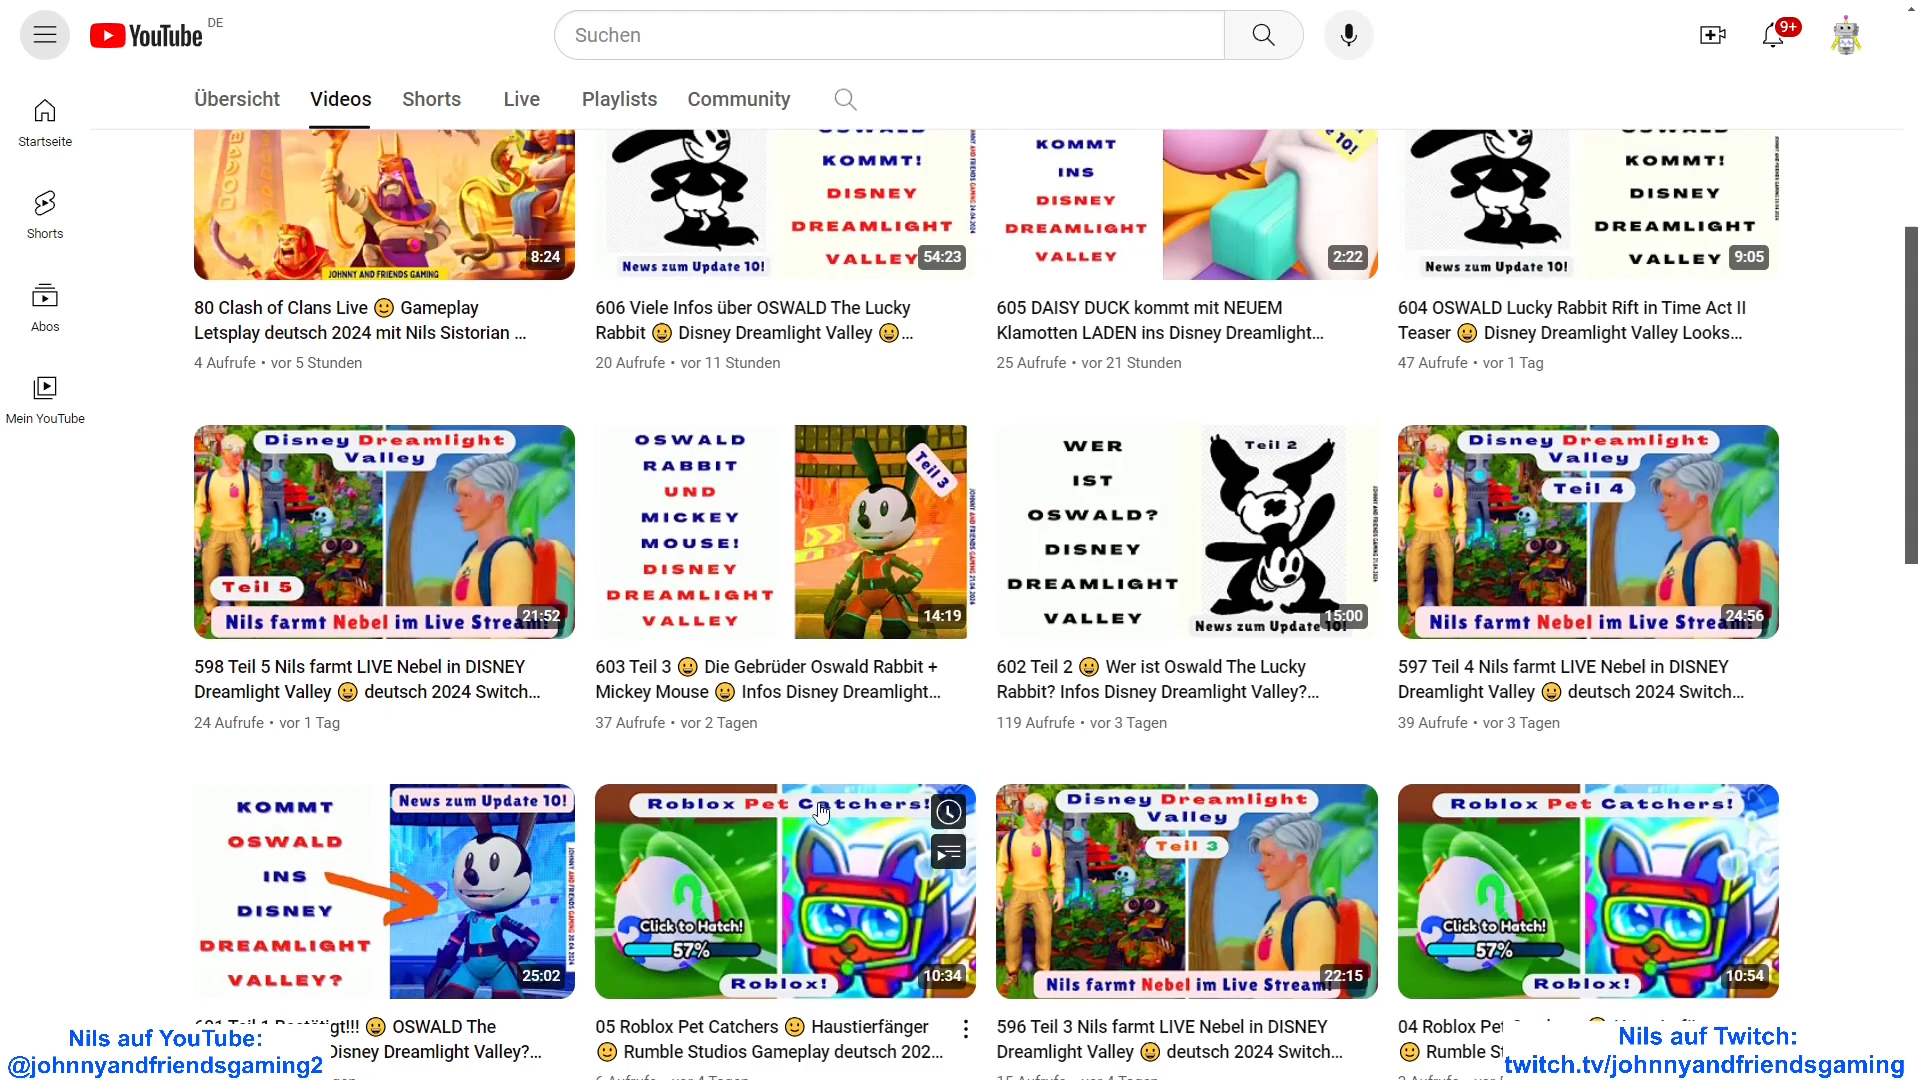 YouTube DE
Suchen
9+
Übersicht Videos Shorts Live Playlists Community
Startseite
Shorts
Abos
Mein YouTube
JOHNNY AND FRIENDS GAMING
8:24
KOMMT!
DISNEY
DREAMLIGHT
VALLEY
News zum Update 10!
54:23
KOMMT
INS
DISNEY
DREAMLIGHT
VALLEY
2:22
KOMMT!
DISNEY
DREAMLIGHT
VALLEY
News zum Update 10!
9:05
80 Clash of Clans Live 🙂 Gameplay
Letsplay deutsch 2024 mit Nils Sistorian ...
4 Aufrufe • vor 5 Stunden
606 Viele Infos über OSWALD The Lucky
Rabbit 😀 Disney Dreamlight Valley 😀...
20 Aufrufe • vor 11 Stunden
605 DAISY DUCK kommt mit NEUEM
Klamotten LADEN ins Disney Dreamlight...
25 Aufrufe • vor 21 Stunden
604 OSWALD Lucky Rabbit Rift in Time Act II
Teaser 😀 Disney Dreamlight Valley Looks...
47 Aufrufe • vor 1 Tag
Disney Dreamlight
Valley
Teil 5
Nils farmt Nebel im Live Stream!
21:52
OSWALD
RABBIT
UND
MICKEY
MOUSE!
DISNEY
DREAMLIGHT
VALLEY
Teil 3
JOHNNY AND FRIENDS GAMING 21.04.2024
14:19
WER
IST
OSWALD?
DISNEY
DREAMLIGHT
VALLEY
Teil 2
News zum Update 10!
15:00
Disney Dreamlight
Valley
Teil 4
Nils farmt Nebel im Live Stream!
24:56
598 Teil 5 Nils farmt LIVE Nebel in DISNEY
Dreamlight Valley 😀 deutsch 2024 Switch...
24 Aufrufe • vor 1 Tag
603 Teil 3 😀 Die Gebrüder Oswald Rabbit +
Mickey Mouse 😀 Infos Disney Dreamlight...
37 Aufrufe • vor 2 Tagen
602 Teil 2 😀 Wer ist Oswald The Lucky
Rabbit? Infos Disney Dreamlight Valley?...
119 Aufrufe • vor 3 Tagen
597 Teil 4 Nils farmt LIVE Nebel in DISNEY
Dreamlight Valley 😀 deutsch 2024 Switch...
39 Aufrufe • vor 3 Tagen
KOMMT
OSWALD
INS
DISNEY
DREAMLIGHT
VALLEY?
News zum Update 10!
25:02
Roblox Pet Catchers!
Click to Hatch!
57%
Roblox!
10:34
Disney Dreamlight
Valley
Teil 3
Nils farmt Nebel im Live Stream!
22:15
Roblox Pet Catchers!
Click to Hatch!
57%
Roblox!
10:54
601 Teil 1 Bestätigt!!! 😀 OSWALD The
Disney Dreamlight Valley?...
05 Roblox Pet Catchers 🙂 Haustierfänger
🙂 Rumble Studios Gameplay deutsch 202...
596 Teil 3 Nils farmt LIVE Nebel in DISNEY
Dreamlight Valley 😀 deutsch 2024 Switch...
04 Roblox Pet
🙂 Rumble
Nils auf YouTube:
@johnnyandfriendsgaming2
Nils auf Twitch:
twitch.tv/johnnyandfriendsgaming